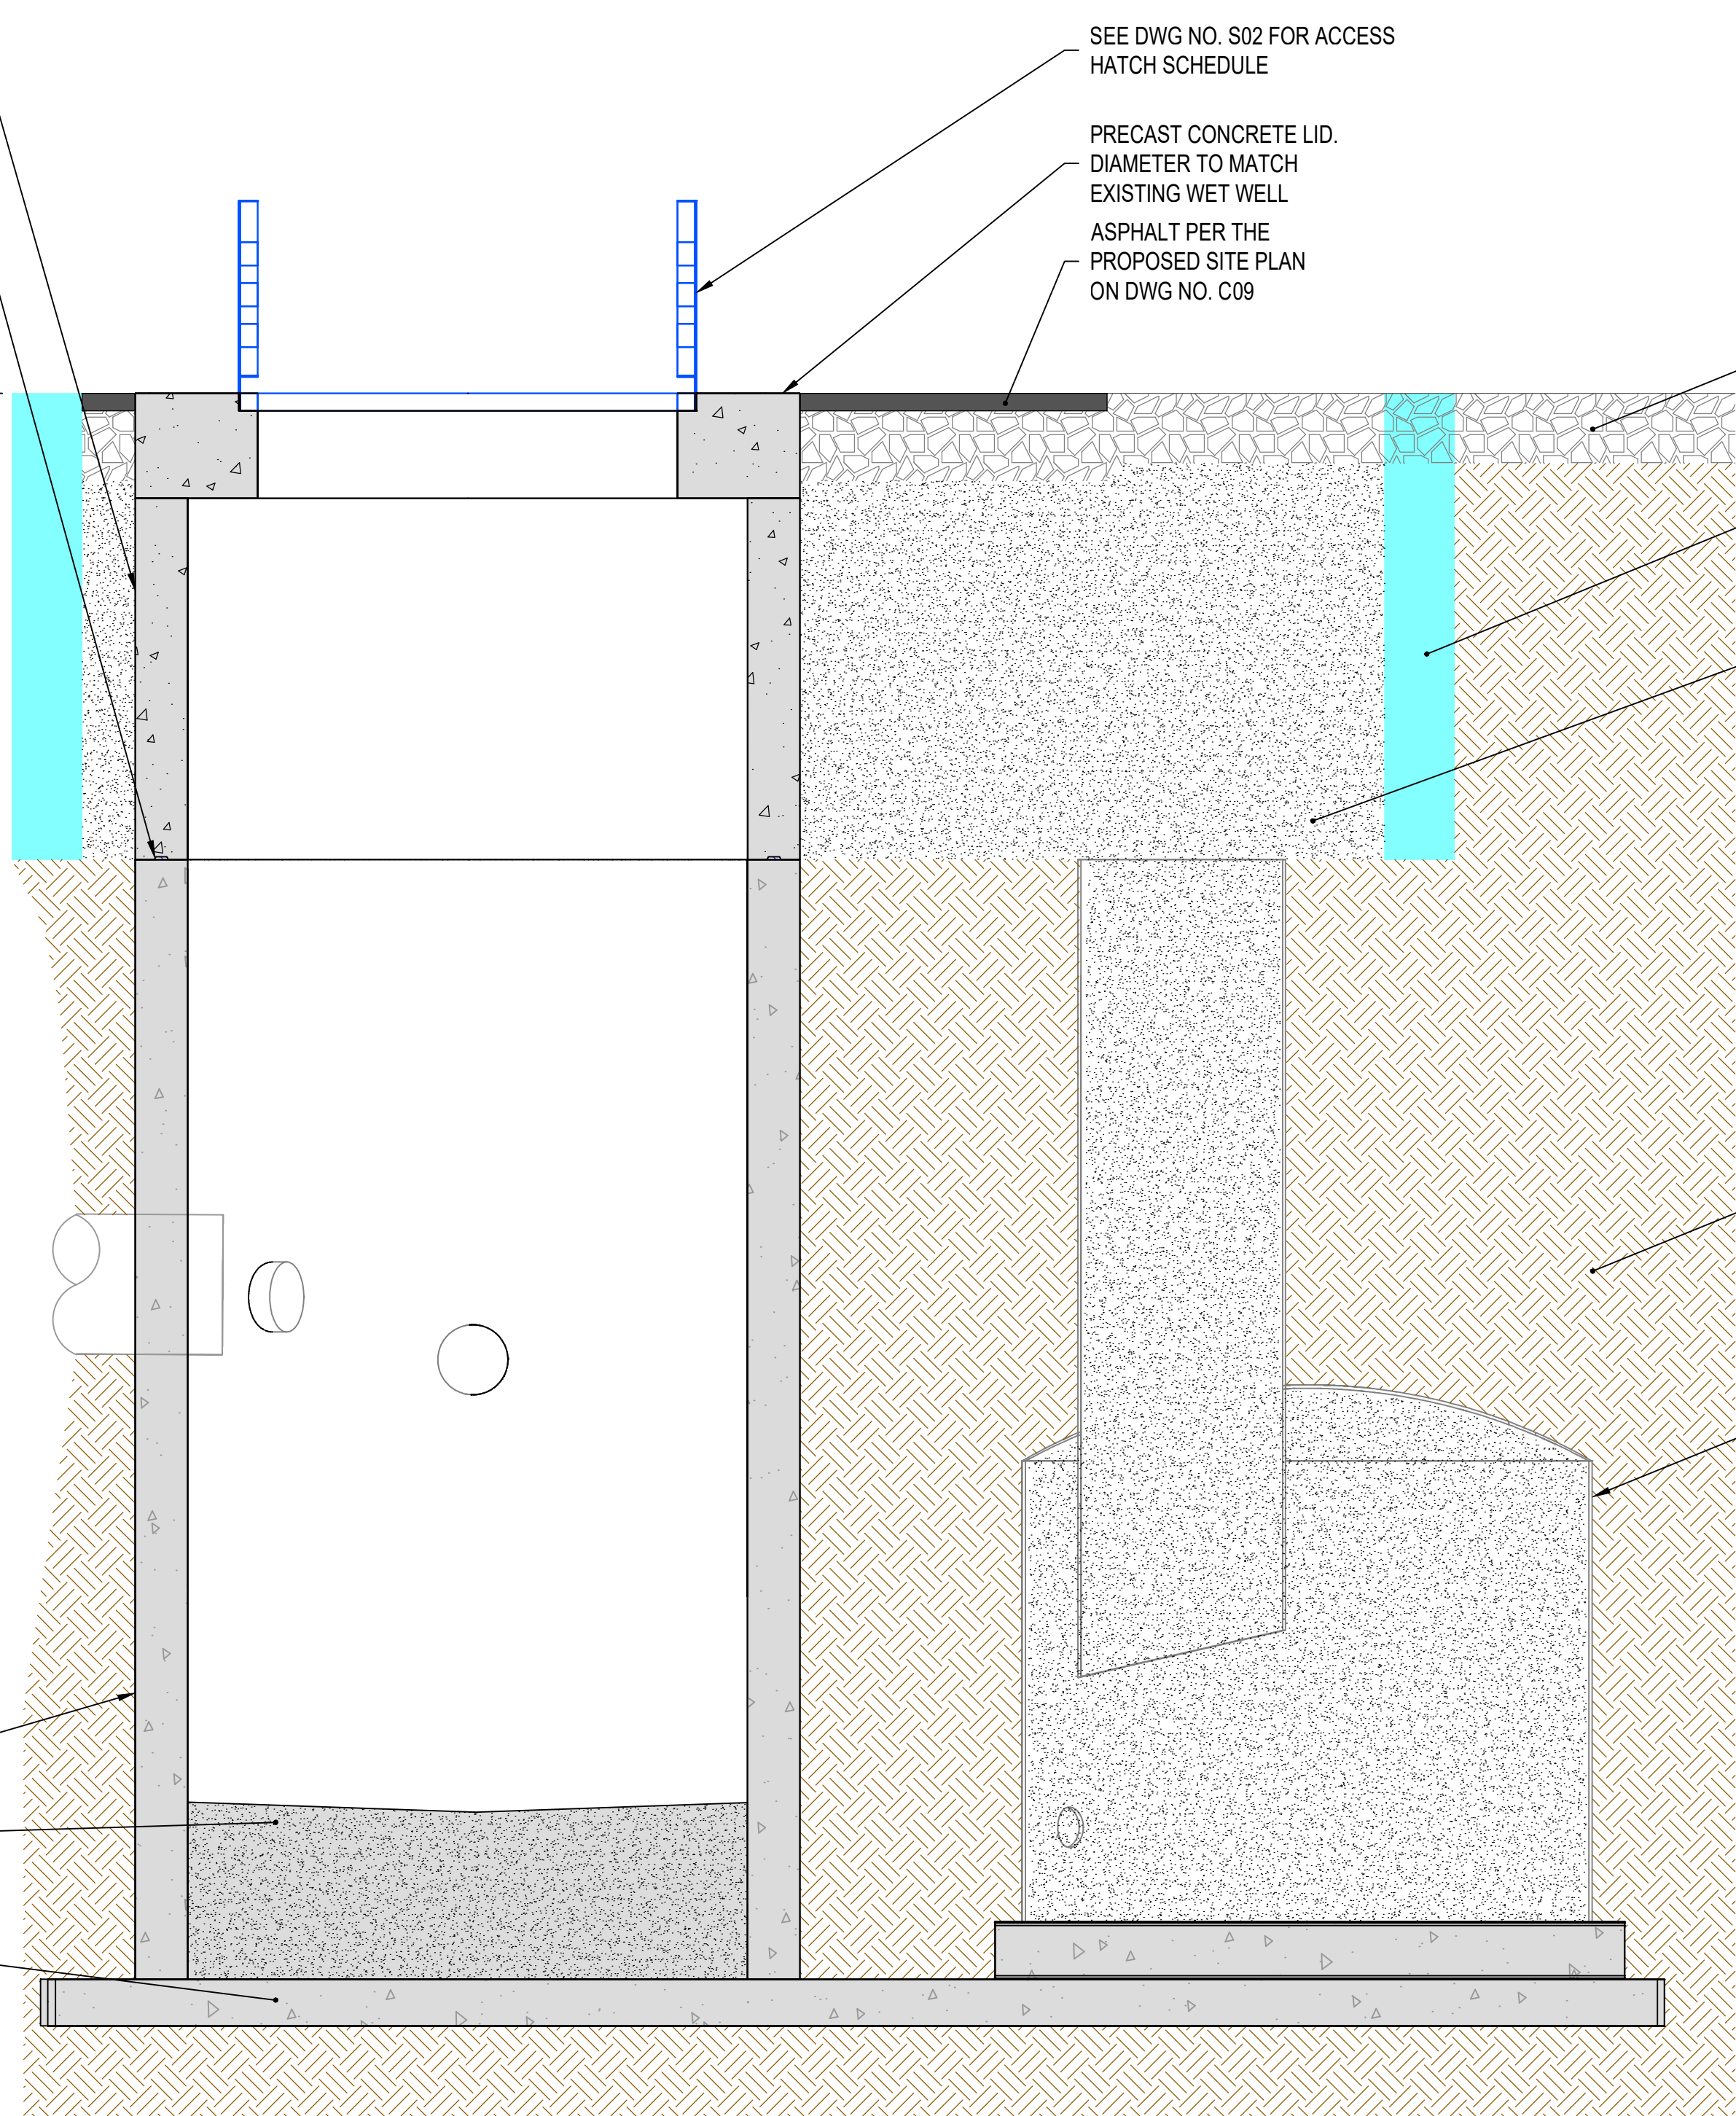 SEE DWG NO. S02 FOR ACCESS
HATCH SCHEDULE
PRECAST CONCRETE LID.
DIAMETER TO MATCH
EXISTING WET WELL
ASPHALT PER THE
PROPOSED SITE PLAN
ON DWG NO. C09